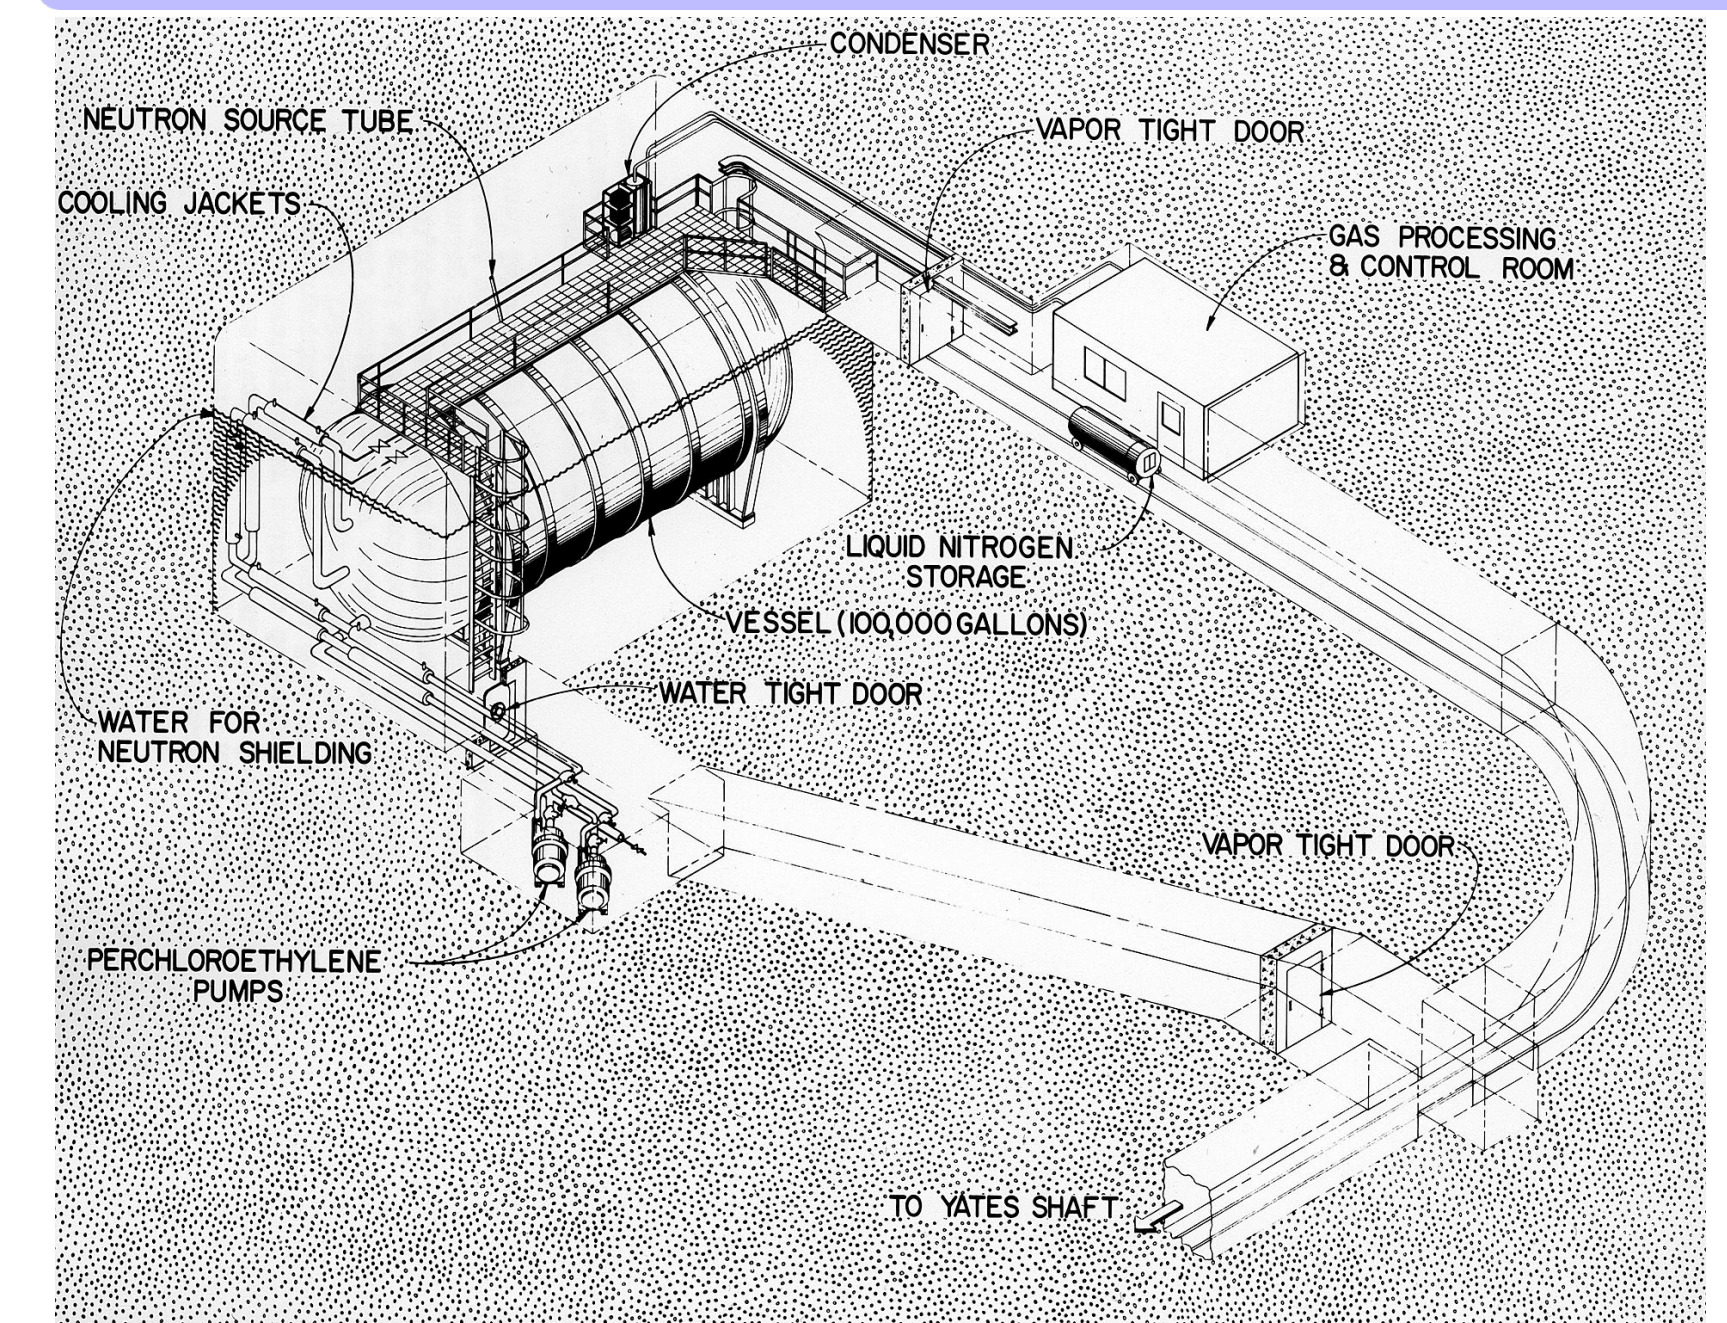 CONDENSER
NEUTRON SOURCE TUBE
VAPOR TIGHT DOOR
COOLING JACKETS
GAS PROCESSING
& CONTROL ROOM
LIQUID NITROGEN
STORAGE
VESSEL (100,000 GALLONS)
WATER TIGHT DOOR
WATER FOR
NEUTRON SHIELDING
VAPOR TIGHT DOOR
PERCHLOROETHYLENE
PUMPS
TO YATES SHAFT